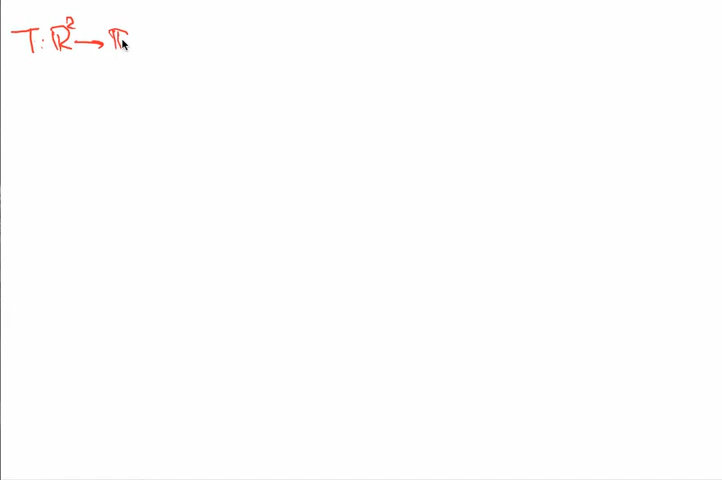 T: ℝ² →